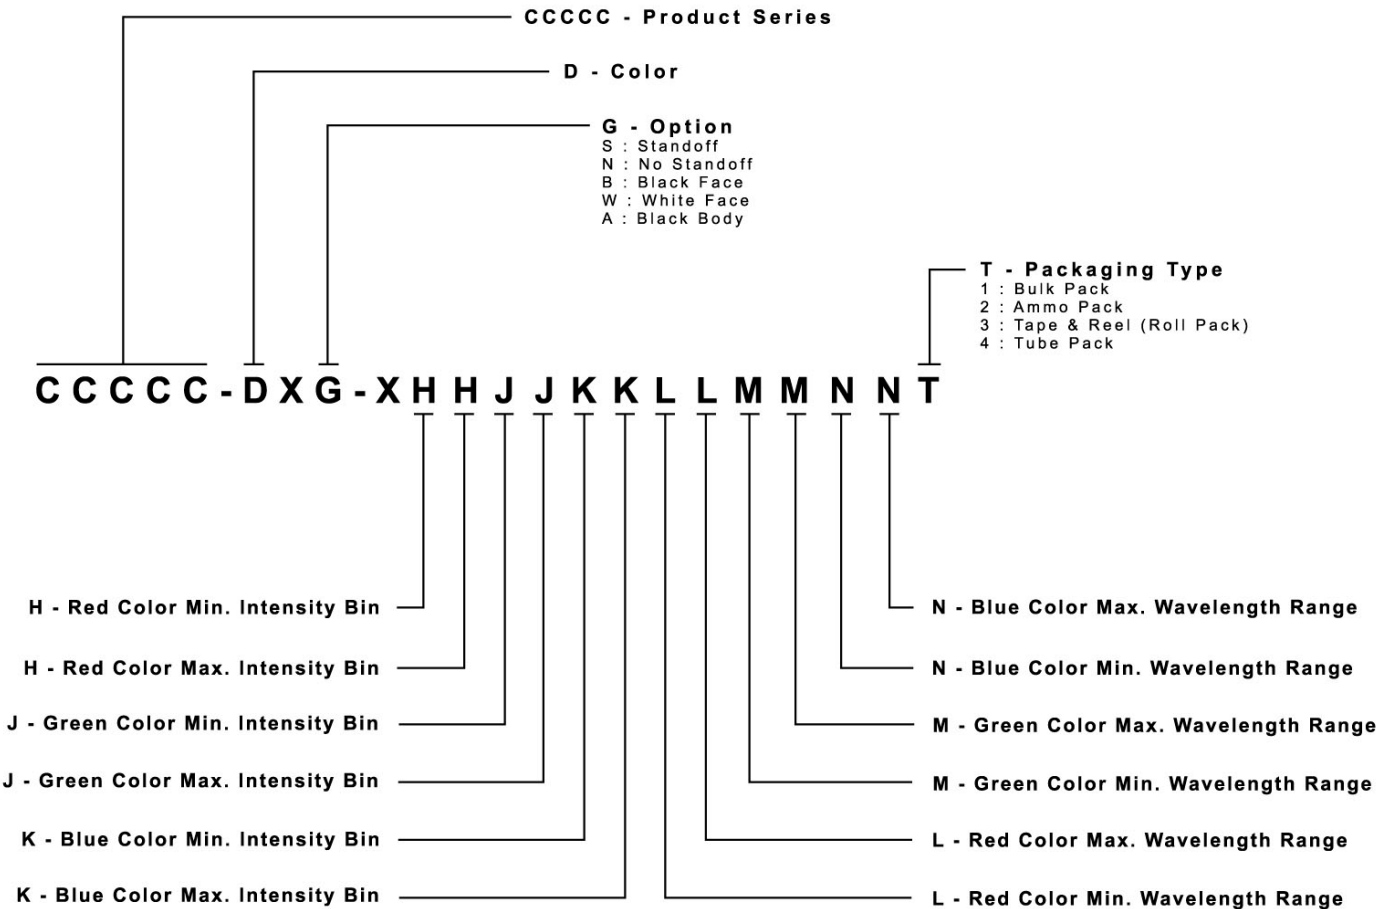 CCCCC - Product Series
D - Color
G - Option
S : Standoff
N : No Standoff
B : Black Face
W : White Face
A : Black Body
T - Packaging Type
1 : Bulk Pack
2 : Ammo Pack
3 : Tape & Reel (Roll Pack)
4 : Tube Pack
CCCCC-DXG-XHHJJKKLLMMNNT
H - Red Color Min. Intensity Bin
N - Blue Color Max. Wavelength Range
H - Red Color Max. Intensity Bin
N - Blue Color Min. Wavelength Range
J - Green Color Min. Intensity Bin
M - Green Color Max. Wavelength Range
J - Green Color Max. Intensity Bin
M - Green Color Min. Wavelength Range
K - Blue Color Min. Intensity Bin
L - Red Color Max. Wavelength Range
K - Blue Color Max. Intensity Bin
L - Red Color Min. Wavelength Range